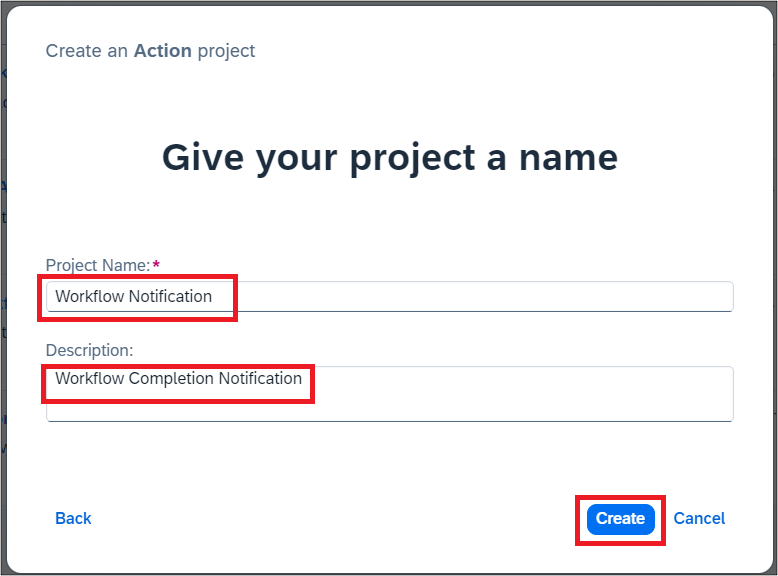 Create an Action project
Give your project a name
Project Name:*
Workflow Notification
Description:
Workflow Completion Notification
Back
Create
Cancel